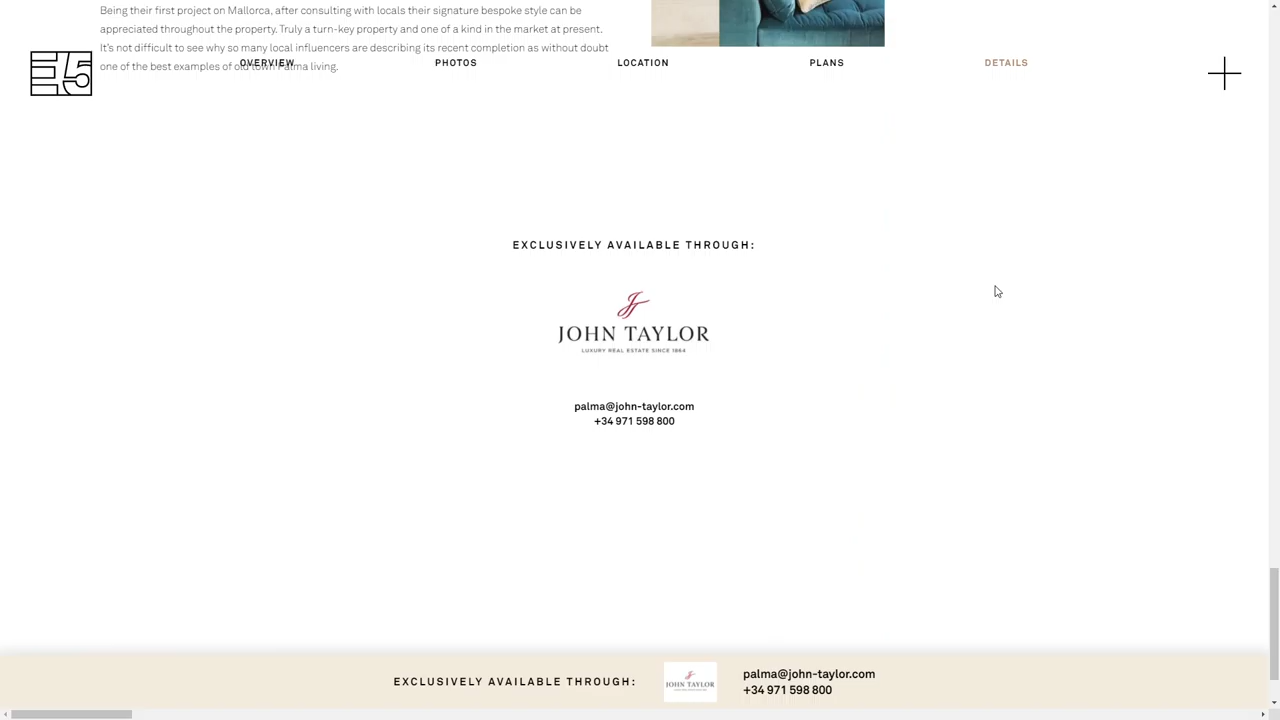 Being their first project on Mallorca, after consulting with locals their signature bespoke style can be
appreciated throughout the property. Truly a turn-key property and one of a kind in the market at present.
It's not difficult to see why so many local influencers are describing its recent completion as without doubt
one of the best examples of old town Palma living.
E5
OVERVIEW
PHOTOS
LOCATION
PLANS
DETAILS
EXCLUSIVELY AVAILABLE THROUGH:
JOHN TAYLOR
LUXURY REAL ESTATE SINCE 1864
palma@john-taylor.com
+34 971 598 800
EXCLUSIVELY AVAILABLE THROUGH:
JOHN TAYLOR
palma@john-taylor.com
+34 971 598 800